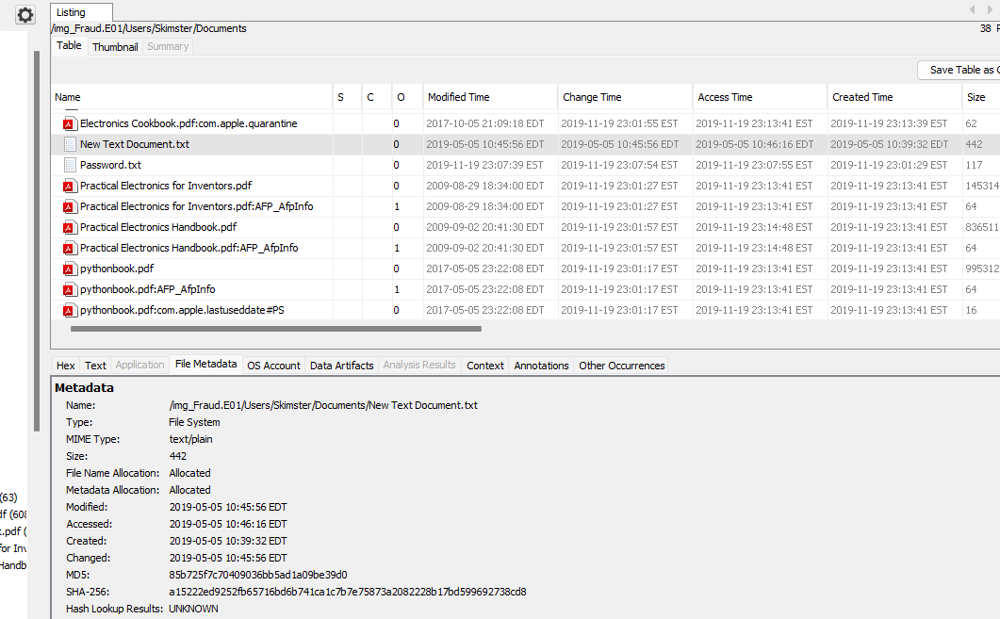 Listing
/img_Fraud.E01/Users/Skimster/Documents
38
Table Thumbnail Summary
Save Table as
Name S C O Modified Time Change Time Access Time Created Time Size
Electronics Cookbook.pdf:com.apple.quarantine 0 2017-10-05 21:09:18 EDT 2019-11-19 23:01:55 EST 2019-11-19 23:13:41 EST 2019-11-19 23:13:39 EST 62
New Text Document.txt 0 2019-05-05 10:45:56 EDT 2019-05-05 10:45:56 EDT 2019-05-05 10:46:16 EDT 2019-05-05 10:39:32 EDT 442
Password.txt 0 2019-11-19 23:07:39 EST 2019-11-19 23:07:54 EST 2019-11-19 23:07:55 EST 2019-11-19 23:01:29 EST 117
Practical Electronics for Inventors.pdf 0 2009-08-29 18:34:00 EDT 2019-11-19 23:01:27 EST 2019-11-19 23:13:41 EST 2019-11-19 23:13:41 EST 145314
Practical Electronics for Inventors.pdf:AFP_AfpInfo 1 2009-08-29 18:34:00 EDT 2019-11-19 23:01:27 EST 2019-11-19 23:13:41 EST 2019-11-19 23:13:41 EST 64
Practical Electronics Handbook.pdf 0 2009-09-02 20:41:30 EDT 2019-11-19 23:01:57 EST 2019-11-19 23:14:48 EST 2019-11-19 23:13:41 EST 836511
Practical Electronics Handbook.pdf:AFP_AfpInfo 1 2009-09-02 20:41:30 EDT 2019-11-19 23:01:57 EST 2019-11-19 23:14:48 EST 2019-11-19 23:13:41 EST 64
pythonbook.pdf 0 2017-05-05 23:22:08 EDT 2019-11-19 23:01:17 EST 2019-11-19 23:13:41 EST 2019-11-19 23:13:41 EST 995312
pythonbook.pdf:AFP_AfpInfo 1 2017-05-05 23:22:08 EDT 2019-11-19 23:01:17 EST 2019-11-19 23:13:41 EST 2019-11-19 23:13:41 EST 64
pythonbook.pdf:com.apple.lastuseddate#PS 0 2017-05-05 23:22:08 EDT 2019-11-19 23:01:17 EST 2019-11-19 23:13:41 EST 2019-11-19 23:13:41 EST 16
Hex Text Application File Metadata OS Account Data Artifacts Analysis Results Context Annotations Other Occurrences
Metadata
Name: /img_Fraud.E01/Users/Skimster/Documents/New Text Document.txt
Type: File System
MIME Type: text/plain
Size: 442
File Name Allocation: Allocated
Metadata Allocation: Allocated
Modified: 2019-05-05 10:45:56 EDT
Accessed: 2019-05-05 10:46:16 EDT
Created: 2019-05-05 10:39:32 EDT
Changed: 2019-05-05 10:45:56 EDT
MD5: 85b725f7c70409036bb5ad1a09be39d0
SHA-256: a15222ed9252fb65716bd6b741ca1c7b7e75873a2082228b17bd599692738cd8
Hash Lookup Results: UNKNOWN
(63)
df (608
k.pdf (
for Inv
Handb